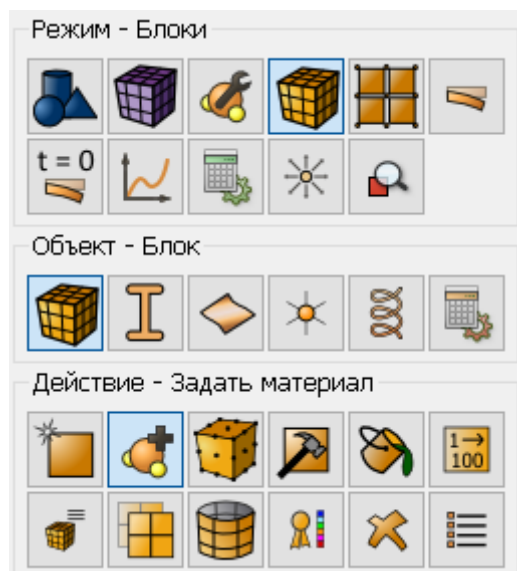 Режим - Блоки
t = 0
Объект - Блок
Действие - Задать материал
1→
100